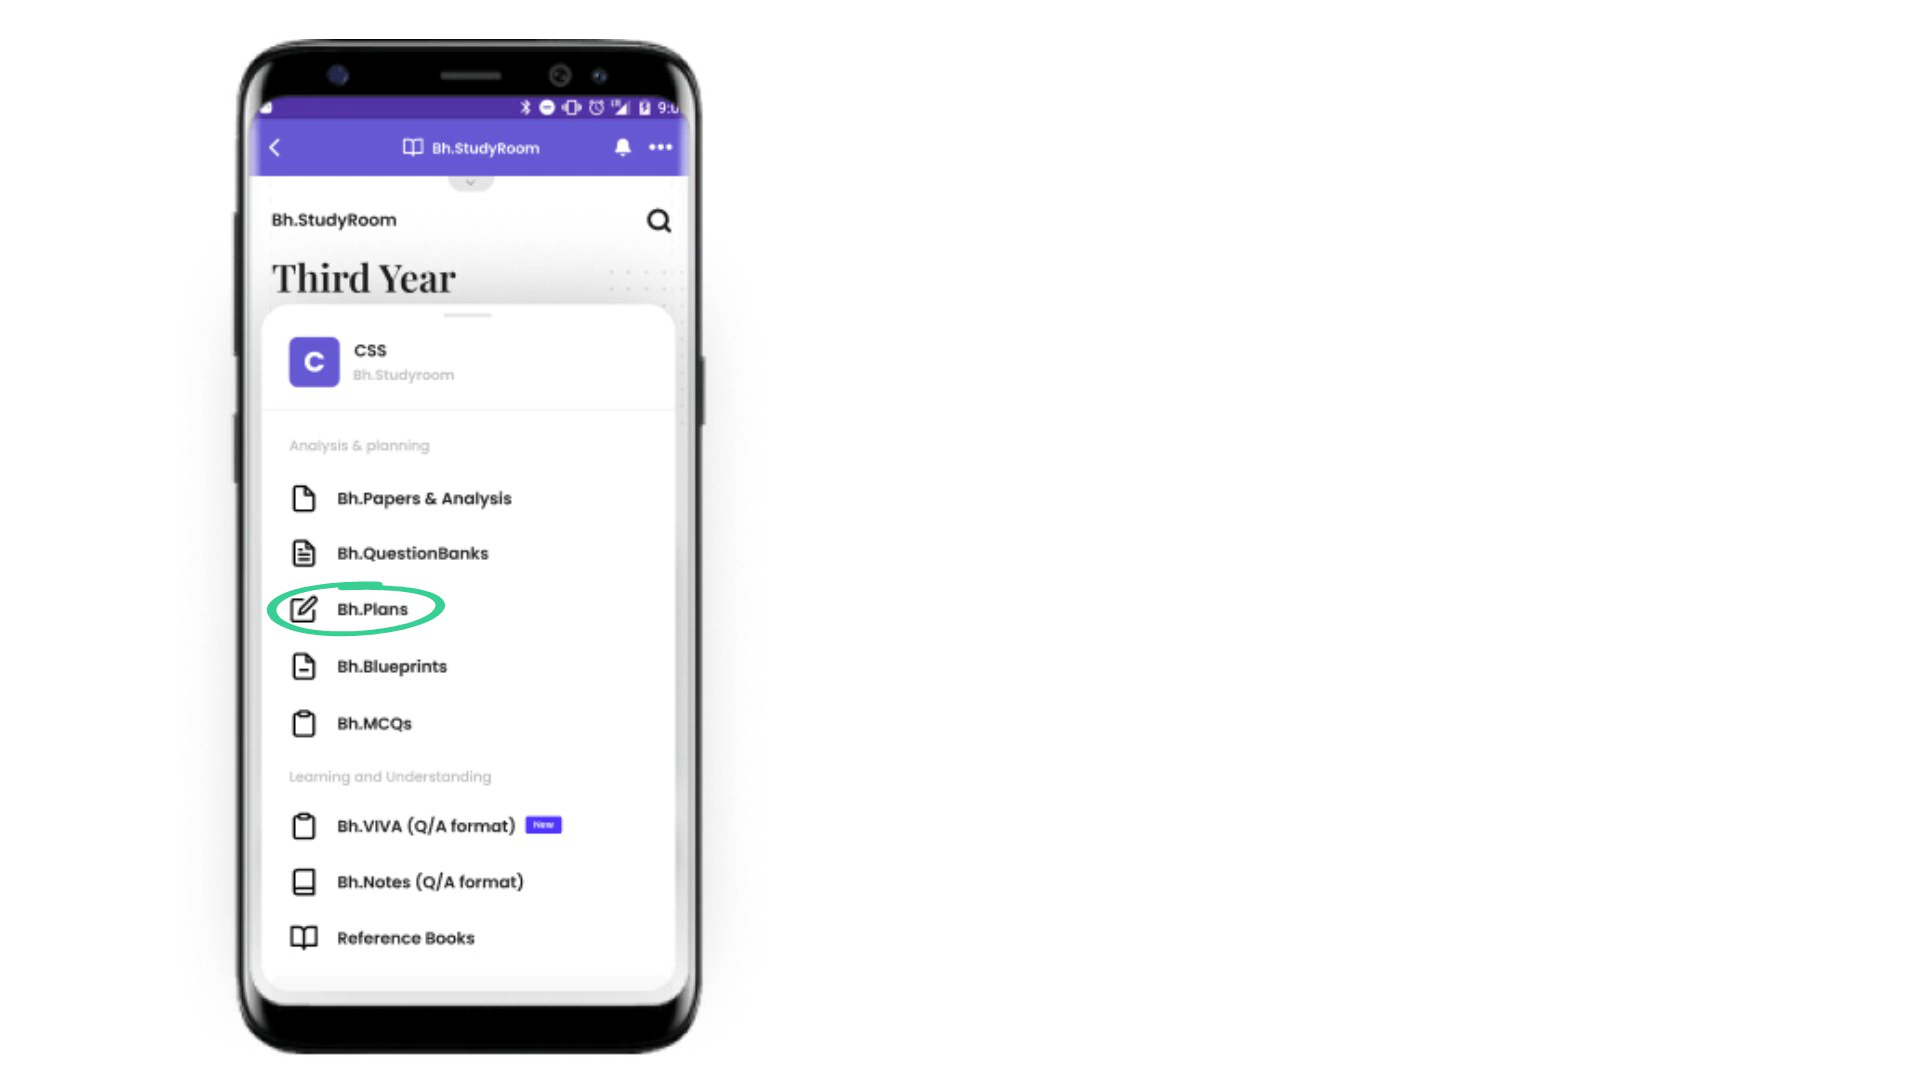 Bh.StudyRoom
Bh.StudyRoom
Third Year
C
CSS
Bh.Studyroom
Analysis & planning
Bh.Papers & Analysis
Bh.QuestionBanks
Bh.Plans
Bh.Blueprints
Bh.MCQs
Learning and Understanding
Bh.VIVA (Q/A format) New
Bh.Notes (Q/A format)
Reference Books